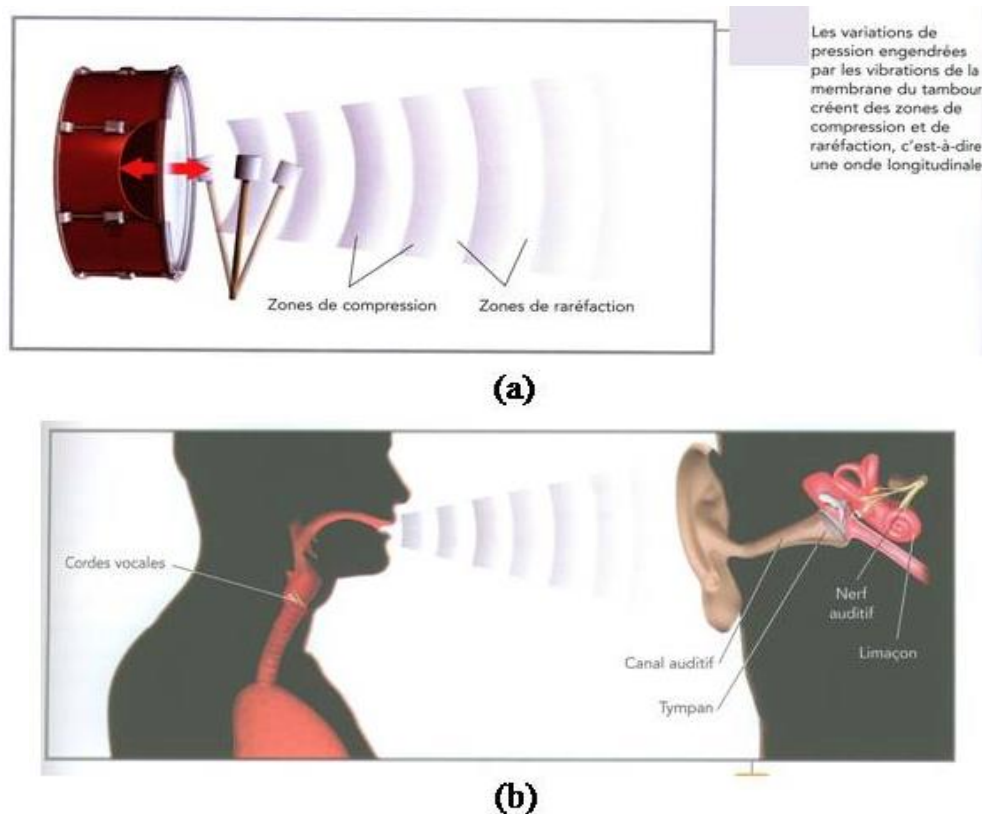 Les variations de
pression engendrées
par les vibrations de la
membrane du tambour
créent des zones de
compression et de
raréfaction, c'est-à-dire
une onde longitudinale
Zones de compression
Zones de raréfaction
(a)
Cordes vocales
Nerf
auditif
Limaçon
Canal auditif
Tympan
(b)